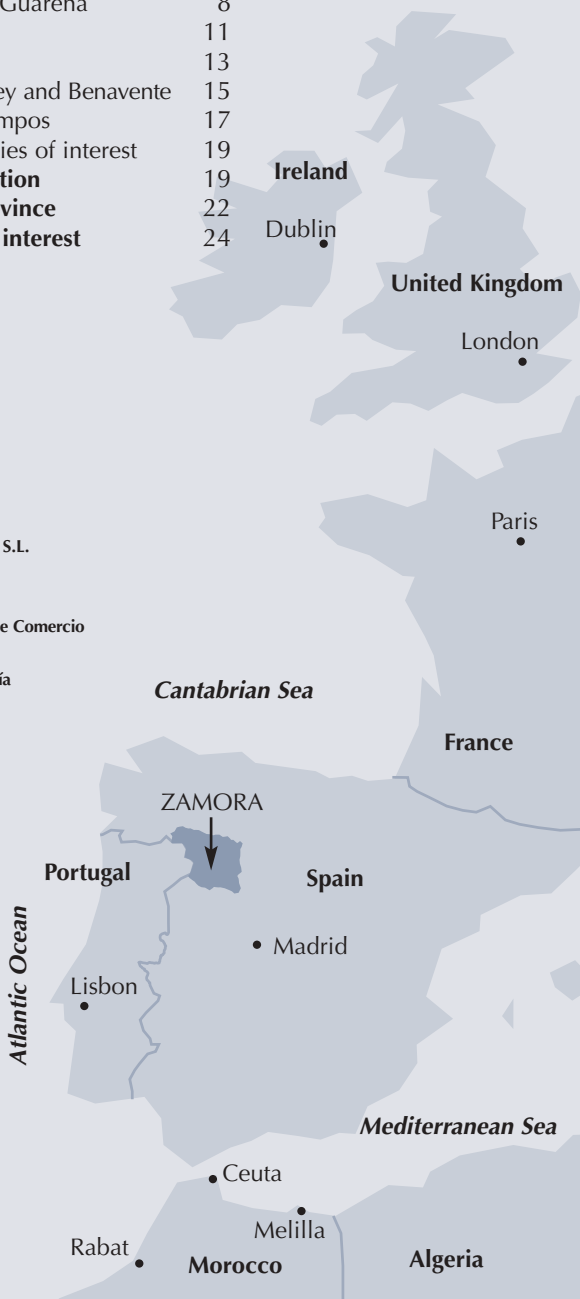 Guareña 8
11
13
ey and Benavente 15
mpos 17
ies of interest 19
tion 19
vince 22
interest 24
Ireland
Dublin
United Kingdom
London
Paris
S.L.
e Comercio
ía
Cantabrian Sea
France
ZAMORA
Portugal
Spain
Atlantic Ocean
Madrid
Lisbon
Mediterranean Sea
Ceuta
Melilla
Rabat
Morocco
Algeria